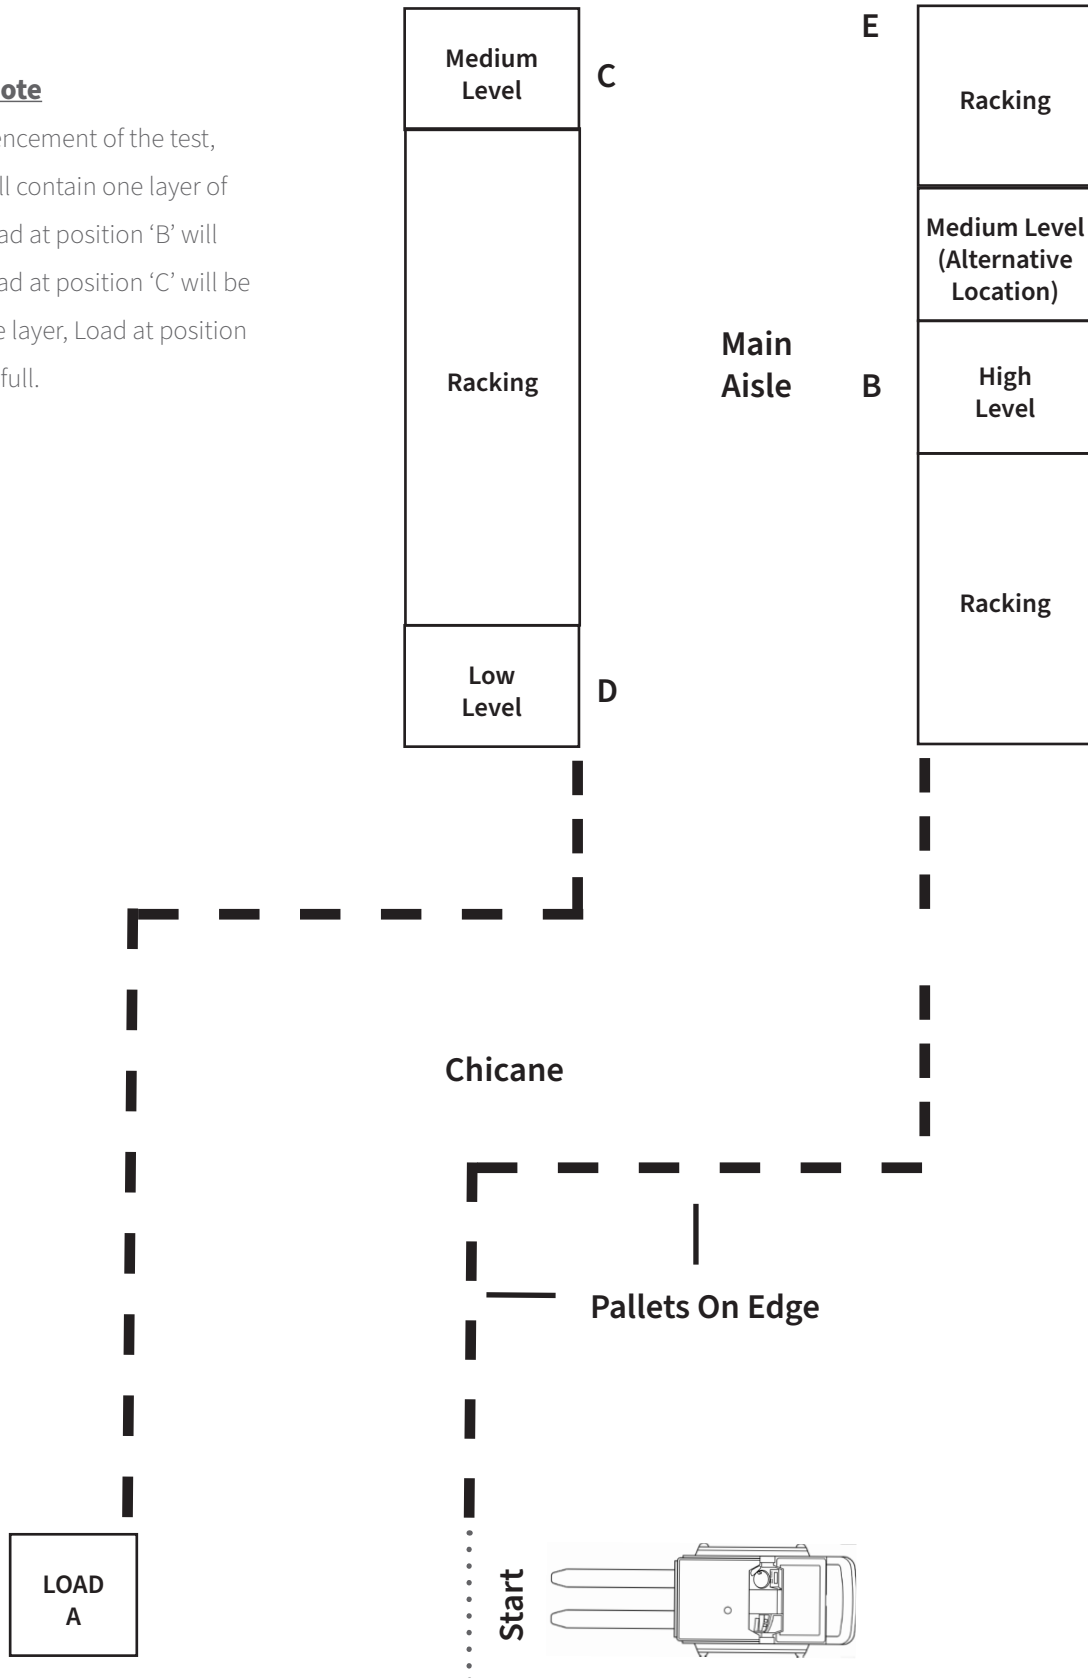 ote
encement of the test,
ll contain one layer of
ad at position ‘B’ will
ad at position ‘C’ will be
e layer, Load at position
full.
Medium
Level
C
Racking
Low
Level
D
Main
Aisle
E
Racking
Medium Level
(Alternative
Location)
B
High
Level
Racking
Chicane
Pallets On Edge
LOAD
A
Start